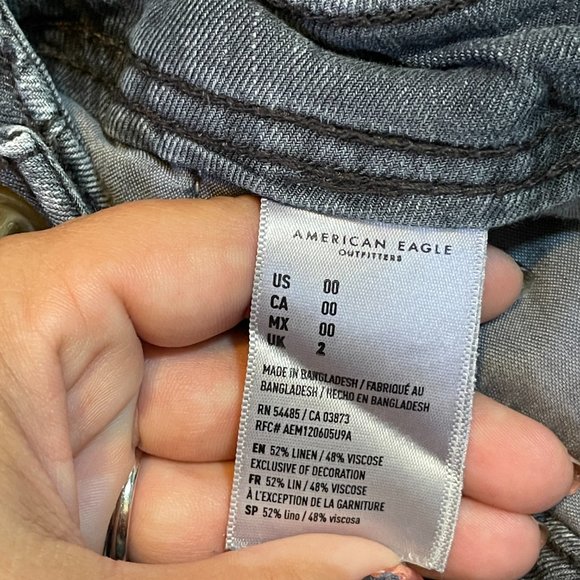 AMERICAN EAGLE
OUTFITTERS
US 00
CA 00
MX 00
UK 2
MADE IN BANGLADESH / FABRIQUÉ AU
BANGLADESH / HECHO EN BANGLADESH
RN 54485 / CA 03873
RFC# AEM120605U9A
EN 52% LINEN / 48% VISCOSE
EXCLUSIVE OF DECORATION
FR 52% LIN / 48% VISCOSE
À L'EXCEPTION DE LA GARNITURE
SP 52% lino / 48% viscosa